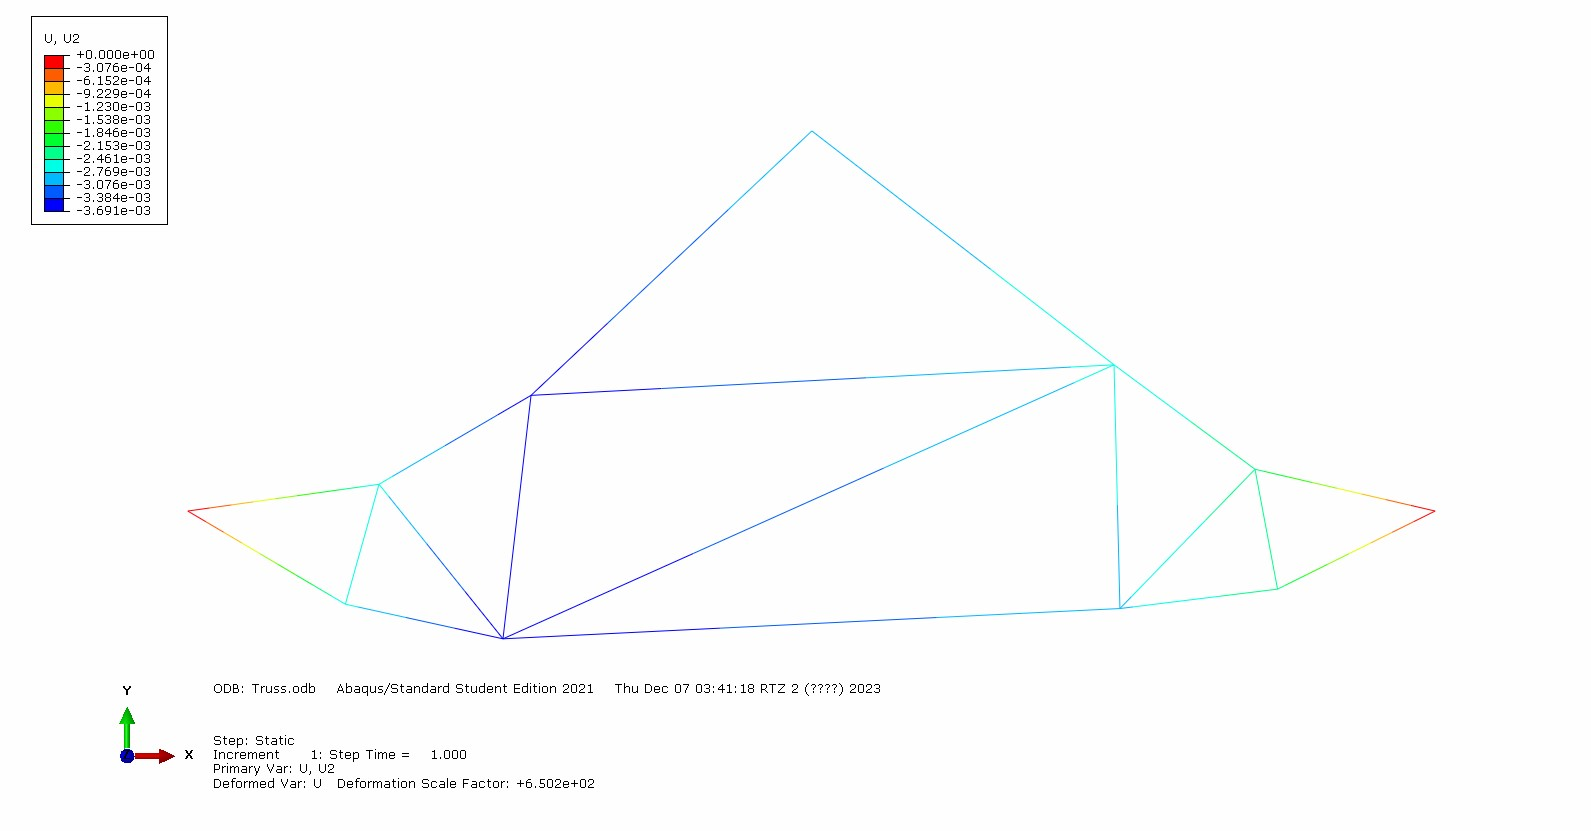 U, U2
+0.000e+00
-3.076e-04
-6.152e-04
-9.229e-04
-1.230e-03
-1.538e-03
-1.846e-03
-2.153e-03
-2.461e-03
-2.769e-03
-3.076e-03
-3.384e-03
-3.691e-03
Y
X
ODB: Truss.odb Abaqus/Standard Student Edition 2021 Thu Dec 07 03:41:18 RTZ 2 (????) 2023
Step: Static
Increment 1: Step Time = 1.000
Primary Var: U, U2
Deformed Var: U Deformation Scale Factor: +6.502e+02